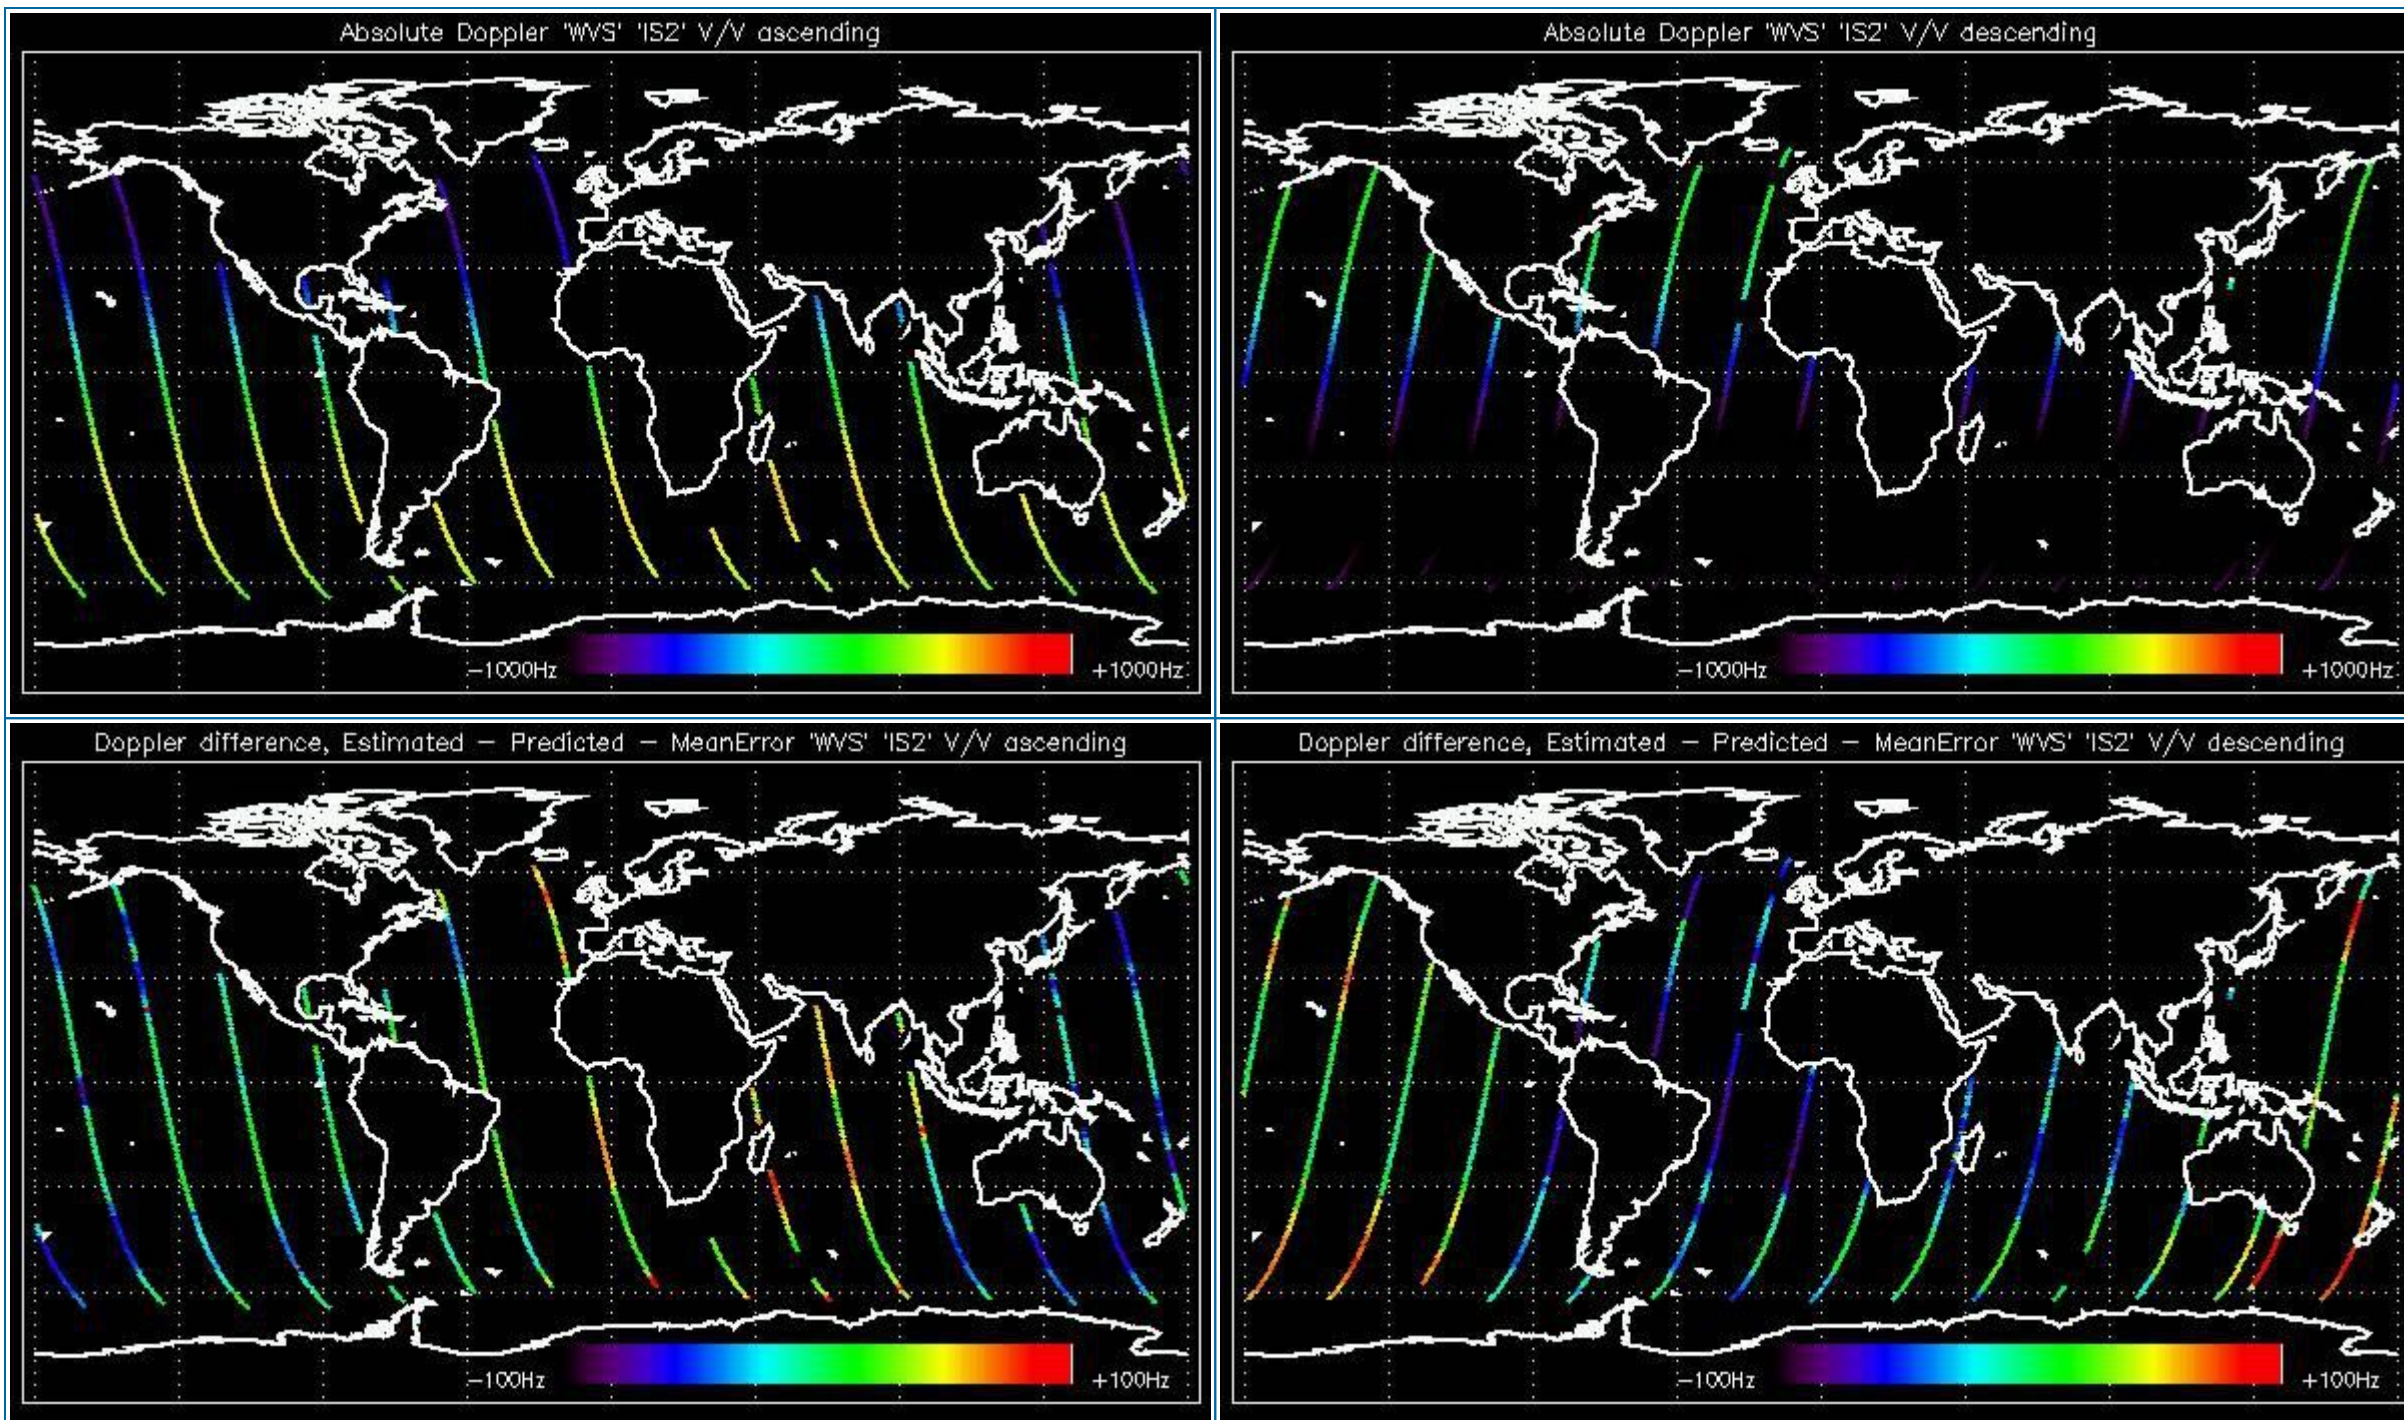 Absolute Doppler 'WVS' 'IS2' V/V ascending
-1000Hz
+1000Hz
Absolute Doppler 'WVS' 'IS2' V/V descending
-1000Hz
+1000Hz
Doppler difference, Estimated - Predicted - MeanError 'WVS' 'IS2' V/V ascending
-100Hz
+100Hz
Doppler difference, Estimated - Predicted - MeanError 'WVS' 'IS2' V/V descending
-100Hz
+100Hz